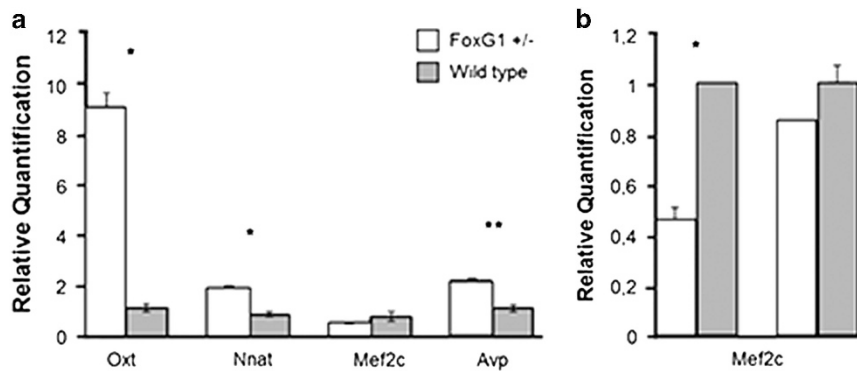 a
b
12
10
8
6
4
2
0
Relative Quantification
*
*
**
FoxG1 +/-
Wild type
Oxt Nnat Mef2c Avp
1,2
1
0,8
0,6
0,4
0,2
0
Relative Quantification
*
Mef2c